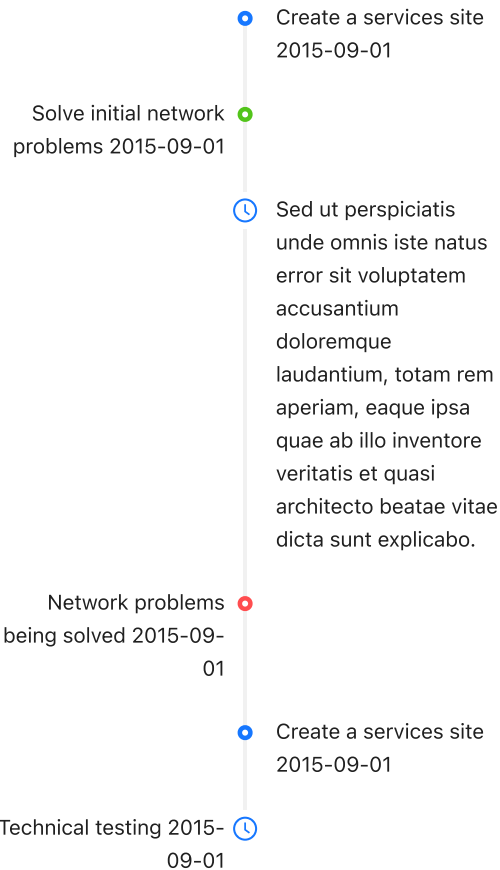 Create a services site
2015-09-01
Solve initial network
problems 2015-09-01
Sed ut perspiciatis
unde omnis iste natus
error sit voluptatem
accusantium
doloremque
laudantium, totam rem
aperiam, eaque ipsa
quae ab illo inventore
veritatis et quasi
architecto beatae vitae
dicta sunt explicabo.
Network problems
being solved 2015-09-
01
Create a services site
2015-09-01
Technical testing 2015-
09-01